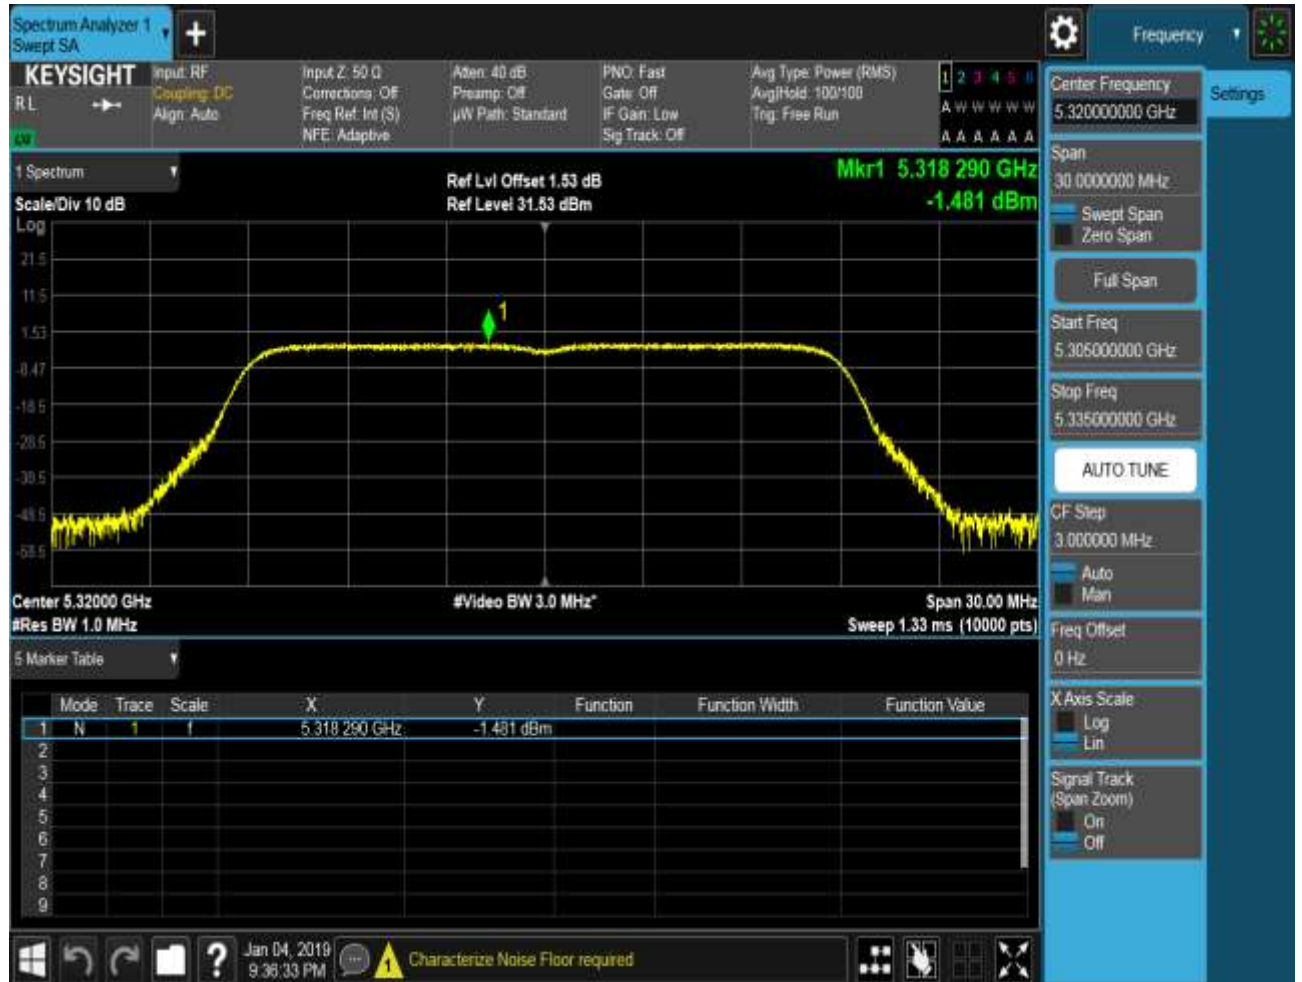 Spectrum Analyzer 1
Swept SA
Frequency
KEYSIGHT
R L
Input: RF
Coupling: DC
Align: Auto
Input Z: 50 Ω
Corrections: Off
Freq Ref: Int (S)
NFE: Adaptive
Atten: 40 dB
Preamp: Off
µW Path: Standard
PNO: Fast
Gate: Off
IF Gain: Low
Sig Track: Off
Avg Type: Power (RMS)
Avg|Hold: 100/100
Trig: Free Run
1 2 3 4 5 6
A W W W W W
A A A A A A
1 Spectrum
Scale/Div 10 dB
Ref Lvl Offset 1.53 dB
Ref Level 31.53 dBm
Mkr1 5.318 290 GHz
-1.481 dBm
Log
21.5
11.5
1.53
-8.47
-18.5
-28.5
-38.5
-48.5
-58.5
1
Center 5.32000 GHz
#Video BW 3.0 MHz*
Span 30.00 MHz
#Res BW 1.0 MHz
Sweep 1.33 ms (10000 pts)
5 Marker Table
Mode Trace Scale X Y Function Function Width Function Value
1 N 1 f 5.318 290 GHz -1.481 dBm
2
3
4
5
6
7
8
9
Jan 04, 2019
9:36:33 PM
Characterize Noise Floor required
Center Frequency
5.320000000 GHz
Settings
Span
30.0000000 MHz
Swept Span
Zero Span
Full Span
Start Freq
5.305000000 GHz
Stop Freq
5.335000000 GHz
AUTO TUNE
CF Step
3.000000 MHz
Auto
Man
Freq Offset
0 Hz
X Axis Scale
Log
Lin
Signal Track
(Span Zoom)
On
Off